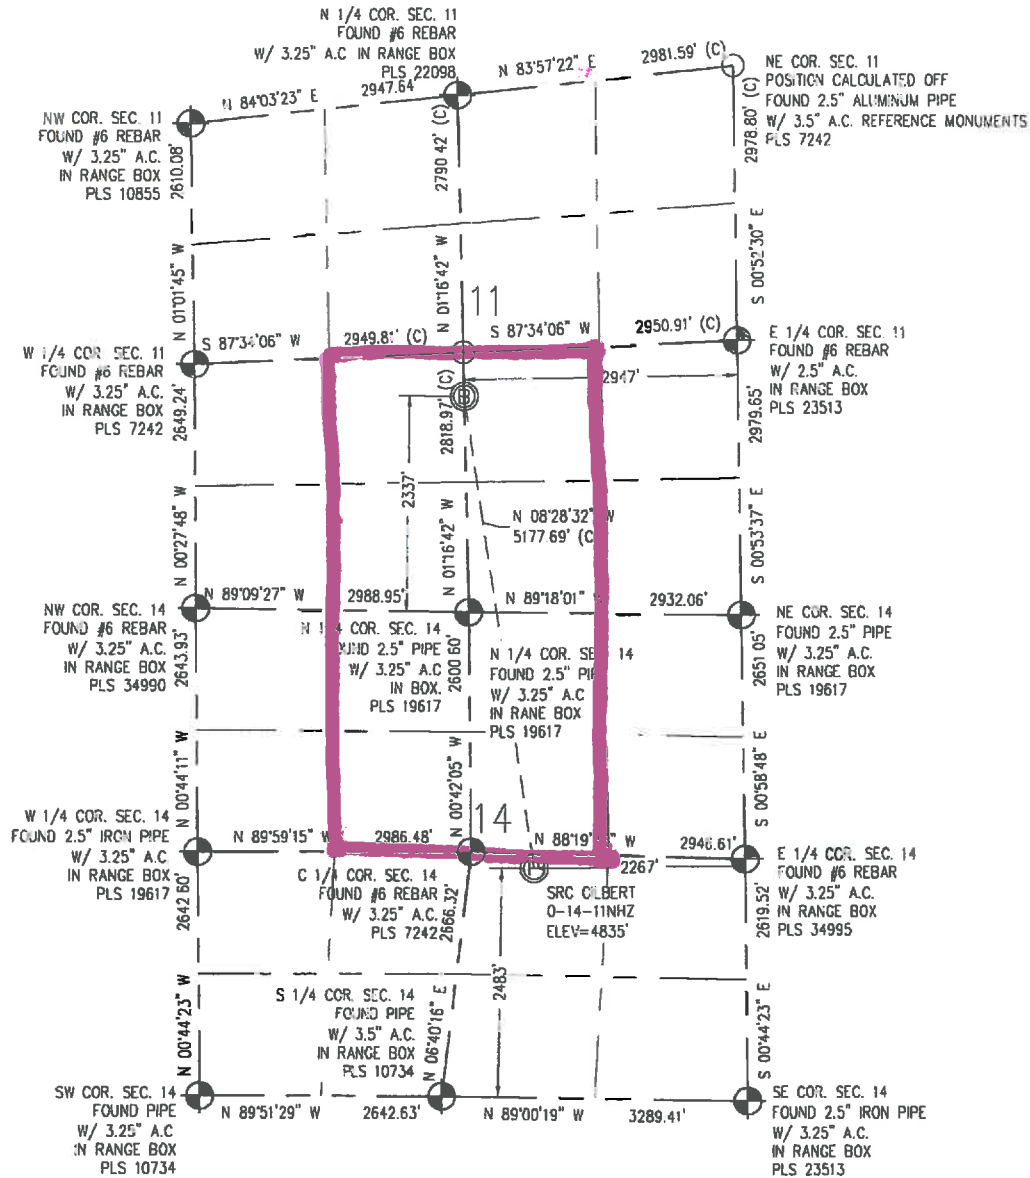 N 1/4 COR. SEC. 11
FOUND #6 REBAR
W/ 3.25" A.C IN RANGE BOX
PLS 22098
N 84°03'23" E
2947.64'
N 83°57'22" E
2981.59' (C)
NE COR. SEC. 11
POSITION CALCULATED OFF
FOUND 2.5" ALUMINUM PIPE
W/ 3.5" A.C. REFERENCE MONUMENTS
PLS 7242
NW COR. SEC. 11
FOUND #6 REBAR
W/ 3.25" A.C.
IN RANGE BOX
PLS 10855
2610.08'
N 01°01'45" W
2790 42' (C)
N 01°16'42" W
2978.80' (C)
S 00°52'30" E
11
S 87°34'06" W
2949.81' (C)
S 87°34'06" W
2950.91' (C)
W 1/4 COR SEC. 11
FOUND #6 REBAR
W/ 3.25" A.C.
IN RANGE BOX
PLS 7242
E 1/4 COR. SEC. 11
FOUND #6 REBAR
W/ 2.5" A.C.
IN RANGE BOX
PLS 23513
2947'
2649.24'
N 00°27'48" W
2818.97' (C)
N 01°16'42" W
2337'
N 08°28'32" W
5177.69' (C
2979.65'
S 00°53'37" E
N 89°09'27" W
2988.95'
N 89°18'01"
2932.06'
NW COR. SEC. 14
FOUND #6 REBAR
W/ 3.25" A.C.
IN RANGE BOX
PLS 34990
N 1/4 COR. SEC. 14
OUND 2.5" PIPE
W/ 3.25" A.C
IN BOX.
PLS 19617
N 1/4 COR. SE 14
FOUND 2.5" PIP
W/ 3.25" A.C
IN RANE BOX
PLS 19617
NE COR. SEC. 14
FOUND 2.5" PIPE
W/ 3.25" A.C.
IN RANGE BOX
PLS 19617
2643.93'
N 00°44'11" W
2600 60'
N 00°42'05" W
2651 05'
S 00°58'48" E
14
N 89°59'15" W
2986.48'
N 88°19' W
2946.61'
2267'
W 1/4 COR. SEC. 14
FOUND 2.5" IRON PIPE
W/ 3.25" A.C.
IN RANGE BOX
PLS 19617
C 1/4 COR. SEC. 14
FOUND #6 REBAR
W/ 3.25" A.C.
PLS 7242
SRC GILBERT
O-14-11NHZ
ELEV=4835'
E 1/4 COR. SEC. 14
FOUND #6 REBAR
W/ 3.25" A.C.
IN RANGE BOX
PLS 34995
2642 60'
N 00°44'23" W
2666.32'
N 06°40'16" E
2483'
2619.52'
S 00°44'23" E
S 1/4 COR. SEC. 14
FOUND PIPE
W/ 3.5" A.C.
IN RANGE BOX
PLS 10734
SW COR. SEC. 14
FOUND PIPE
W/ 3.25" A.C
IN RANGE BOX
PLS 10734
N 89°51'29" W
2642.63'
N 89°00'19" W
3289.41'
SE COR. SEC. 14
FOUND 2.5" IRON PIPE
W/ 3.25" A.C.
IN RANGE BOX
PLS 23513